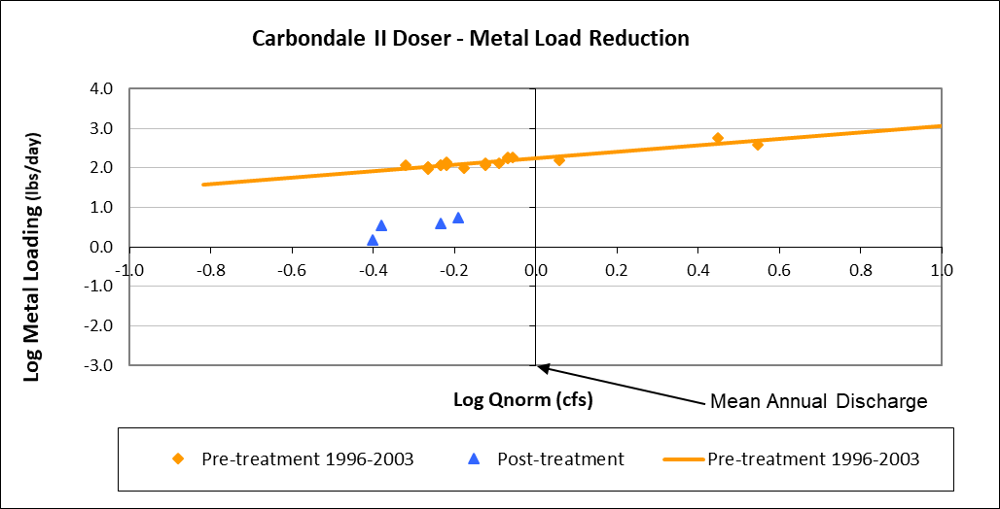 Carbondale II Doser - Metal Load Reduction
4.0
3.0
2.0
1.0
0.0
-1.0
-2.0
-3.0
-1.0 -0.8 -0.6 -0.4 -0.2 0.0 0.2 0.4 0.6 0.8 1.0
Log Metal Loading (lbs/day)
Log Qnorm (cfs)
Mean Annual Discharge
Pre-treatment 1996-2003 Post-treatment Pre-treatment 1996-2003